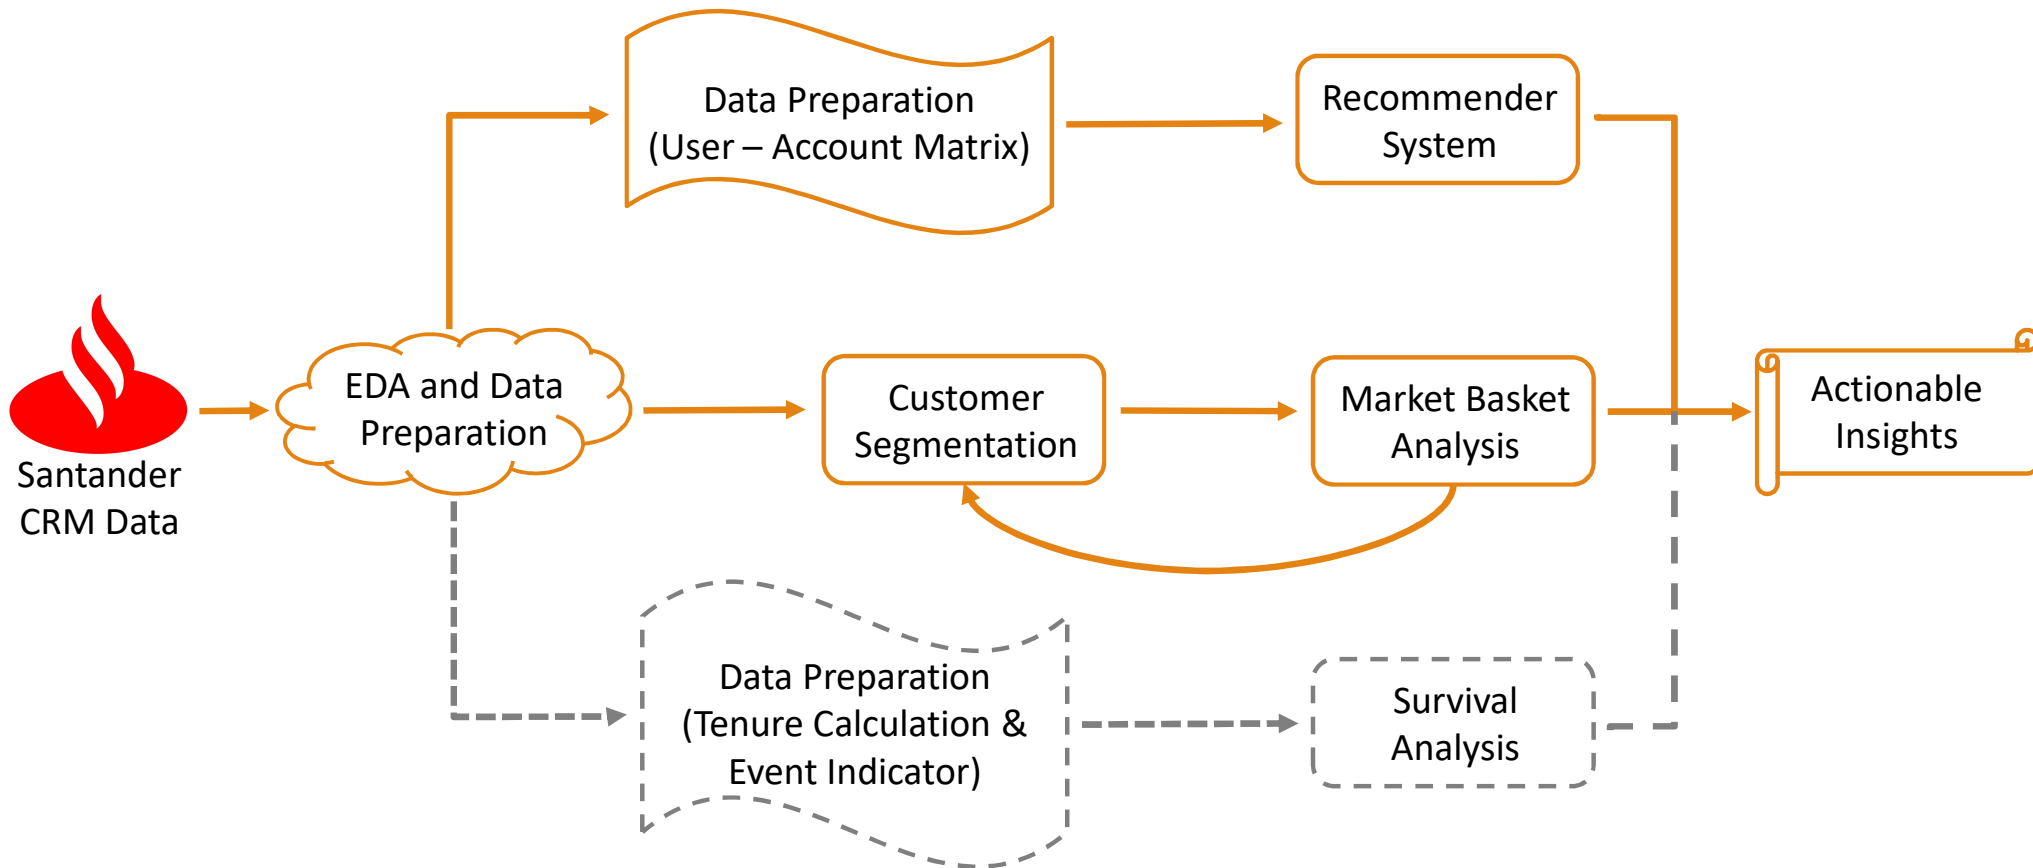 Data Preparation
(User – Account Matrix)
Recommender
System
Santander
CRM Data
EDA and Data
Preparation
Customer
Segmentation
Market Basket
Analysis
Actionable
Insights
Data Preparation
(Tenure Calculation &
Event Indicator)
Survival
Analysis